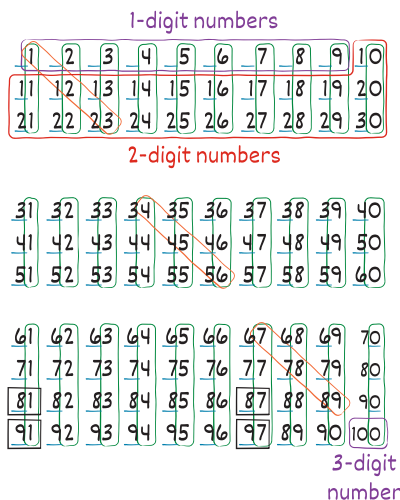 1-digit numbers
1 2 3 4 5 6 7 8 9 10
11 12 13 14 15 16 17 18 19 20
21 22 23 24 25 26 27 28 29 30
2-digit numbers
31 32 33 34 35 36 37 38 39 40
41 42 43 44 45 46 47 48 49 50
51 52 53 54 55 56 57 58 59 60
61 62 63 64 65 66 67 68 69 70
71 72 73 74 75 76 77 78 79 80
81 82 83 84 85 86 87 88 89 90
91 92 93 94 95 96 97 89 90 100
3-digit
number